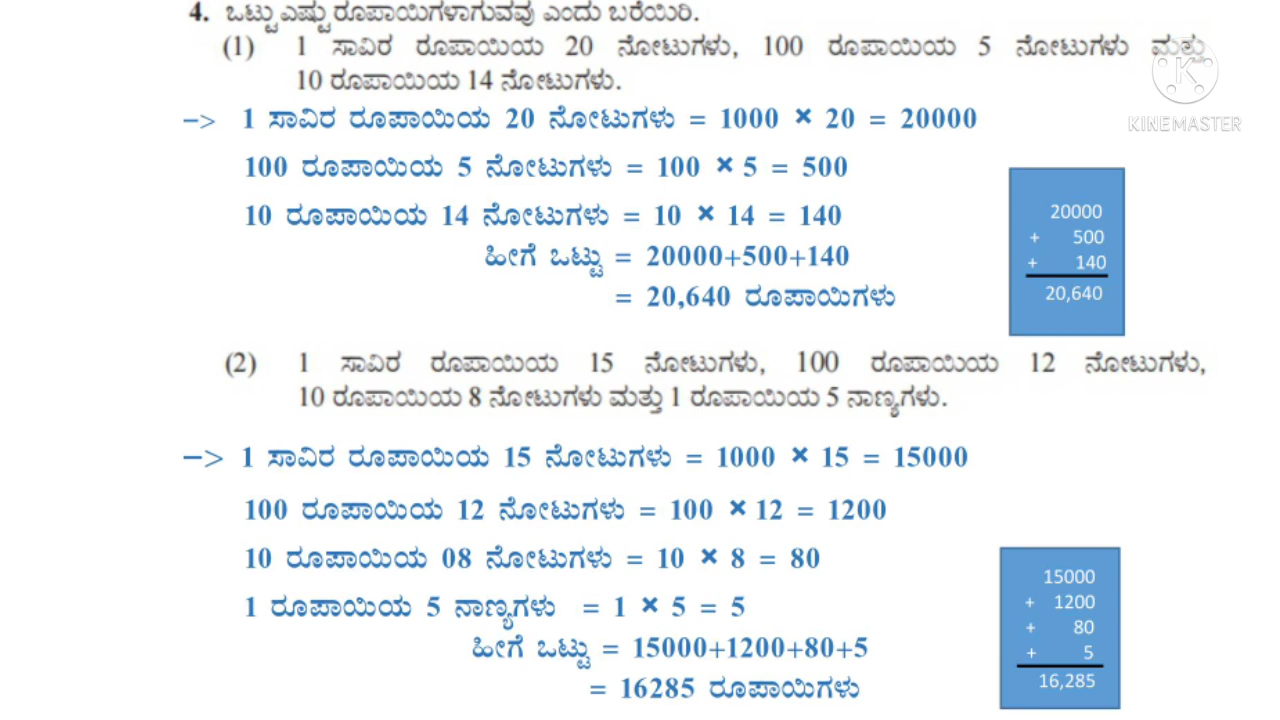 4. ಒಟ್ಟು ಎಷ್ಟು ರೂಪಾಯಿಗಳಾಗುವವು ಎಂದು ಬರೆಯಿರಿ.
(1) 1 ಸಾವಿರ ರೂಪಾಯಿಯ 20 ನೋಟುಗಳು, 100 ರೂಪಾಯಿಯ 5 ನೋಟುಗಳು ಮತ್ತು
10 ರೂಪಾಯಿಯ 14 ನೋಟುಗಳು.
KINEMASTER
–> 1 ಸಾವಿರ ರೂಪಾಯಿಯ 20 ನೋಟುಗಳು = 1000 × 20 = 20000
100 ರೂಪಾಯಿಯ 5 ನೋಟುಗಳು = 100 × 5 = 500
10 ರೂಪಾಯಿಯ 14 ನೋಟುಗಳು = 10 × 14 = 140
ಹೀಗೆ ಒಟ್ಟು = 20000+500+140
= 20,640 ರೂಪಾಯಿಗಳು
20000
+ 500
+ 140
20,640
(2) 1 ಸಾವಿರ ರೂಪಾಯಿಯ 15 ನೋಟುಗಳು, 100 ರೂಪಾಯಿಯ 12 ನೋಟುಗಳು,
10 ರೂಪಾಯಿಯ 8 ನೋಟುಗಳು ಮತ್ತು 1 ರೂಪಾಯಿಯ 5 ನಾಣ್ಯಗಳು.
–> 1 ಸಾವಿರ ರೂಪಾಯಿಯ 15 ನೋಟುಗಳು = 1000 × 15 = 15000
100 ರೂಪಾಯಿಯ 12 ನೋಟುಗಳು = 100 × 12 = 1200
10 ರೂಪಾಯಿಯ 08 ನೋಟುಗಳು = 10 × 8 = 80
1 ರೂಪಾಯಿಯ 5 ನಾಣ್ಯಗಳು = 1 × 5 = 5
ಹೀಗೆ ಒಟ್ಟು = 15000+1200+80+5
= 16285 ರೂಪಾಯಿಗಳು
15000
+ 1200
+ 80
+ 5
16,285